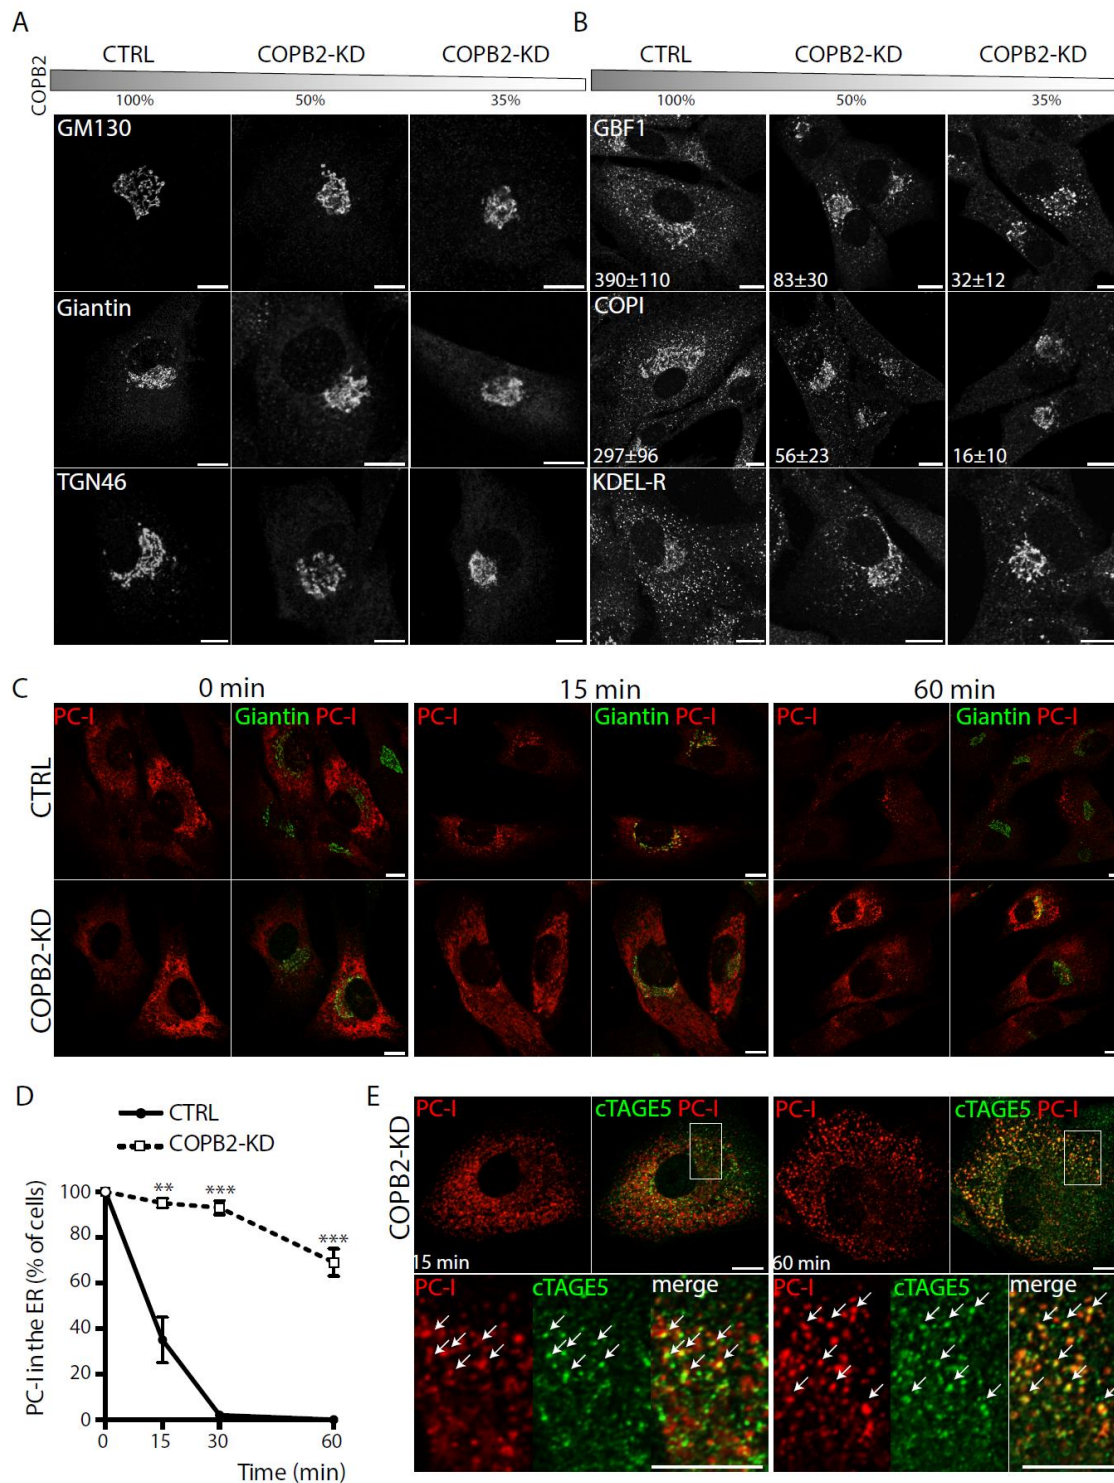 A
B
CTRL COPB2-KD COPB2-KD CTRL COPB2-KD COPB2-KD
COPB2
100% 50% 35% 100% 50% 35%
GM130 GBF1
390±110 83±30 32±12
Giantin COPI
297±96 56±23 16±10
TGN46 KDEL-R
C
0 min 15 min 60 min
PC-I Giantin PC-I PC-I Giantin PC-I PC-I Giantin PC-I
CTRL
COPB2-KD
D
CTRL
COPB2-KD
PC-I in the ER (% of cells)
100
80
60
40
20
0
** *** ***
0 15 30 60
Time (min)
E
COPB2-KD
PC-I cTAGE5 PC-I PC-I cTAGE5 PC-I
15 min 60 min
PC-I cTAGE5 merge PC-I cTAGE5 merge